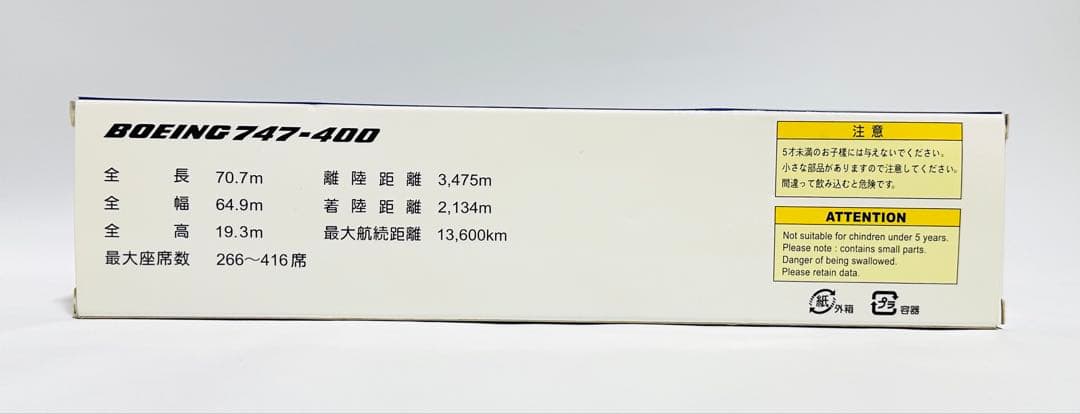 BOEING 747-400
全長 70.7m 離陸距離 3,475m
全幅 64.9m 着陸距離 2,134m
全高 19.3m 最大航続距離 13,600km
最大座席数 266〜416席
注意
5才未満のお子様には与えないでください。
小さな部品がありますので注意してください。
間違って飲み込むと危険です。
ATTENTION
Not suitable for chindren under 5 years.
Please note : contains small parts.
Danger of being swallowed.
Please retain data.
紙 外箱 プラ 容器